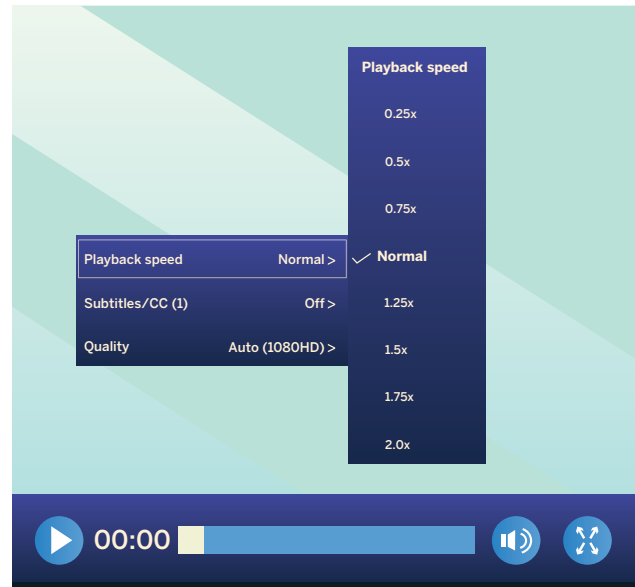 Playback speed
0.25x
0.5x
0.75x
Normal
1.25x
1.5x
1.75x
2.0x
Playback speed Normal >
Subtitles/CC (1) Off >
Quality Auto (1080HD) >
00:00